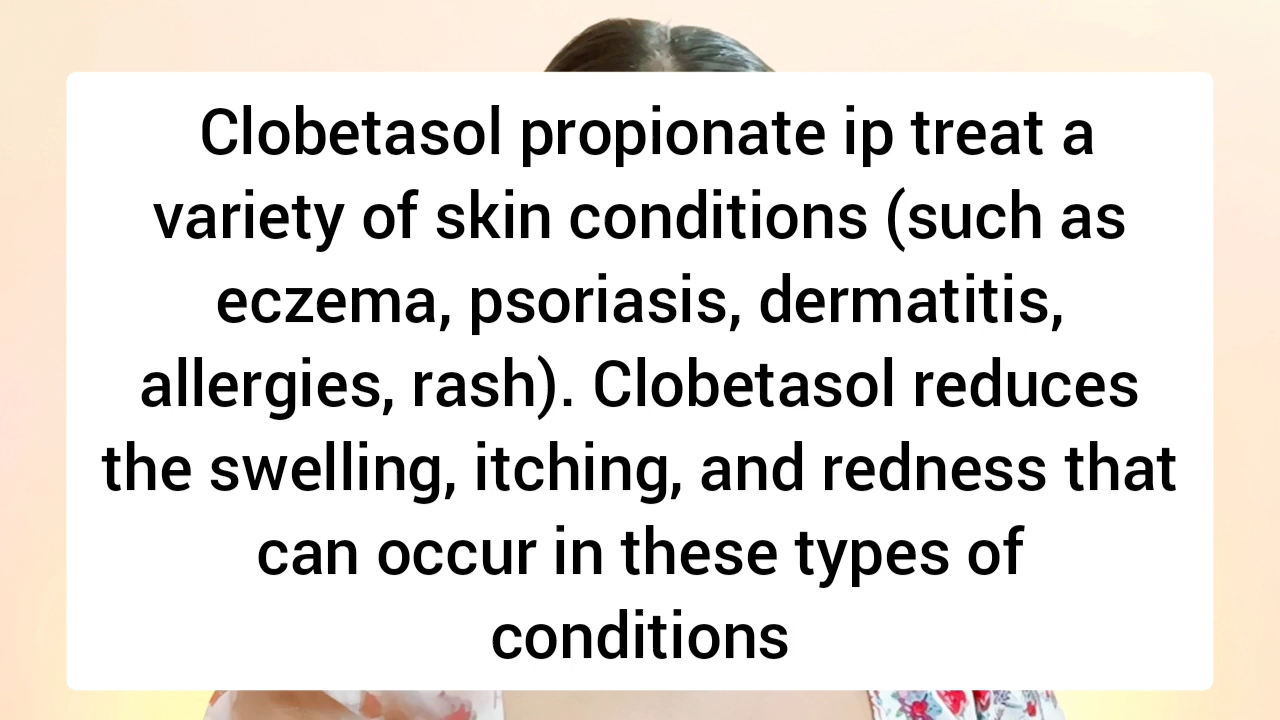 Clobetasol propionate ip treat a
variety of skin conditions (such as
eczema, psoriasis, dermatitis,
allergies, rash). Clobetasol reduces
the swelling, itching, and redness that
can occur in these types of
conditions